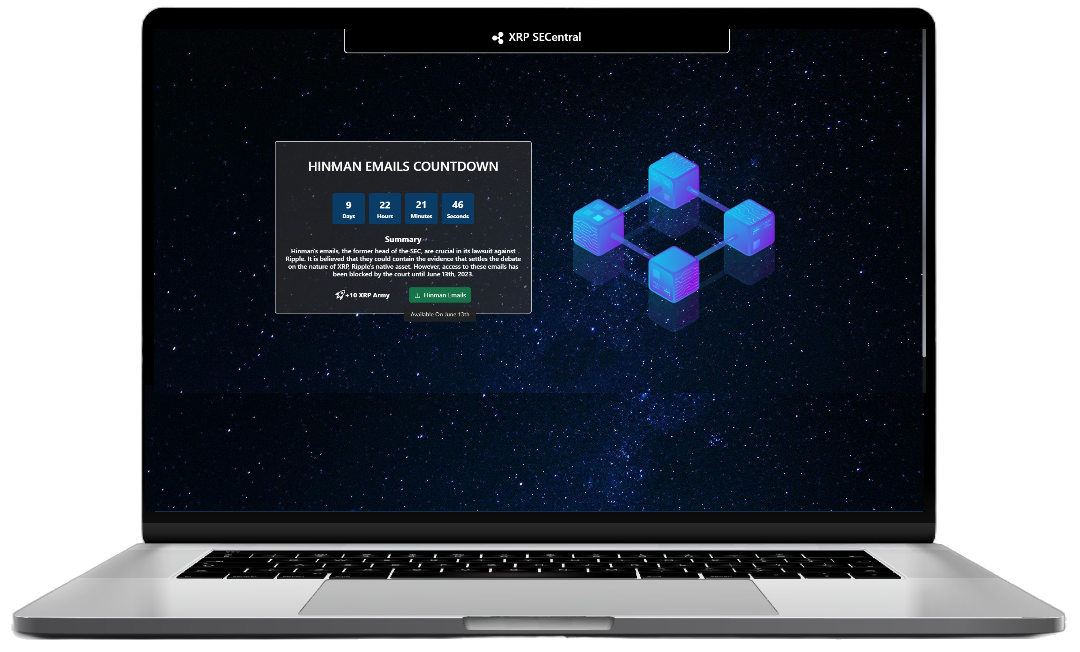 XRP SECentral
HINMAN EMAILS COUNTDOWN
9 22 21 46
Days Hours Minutes Seconds
Summary
Hinman's emails, the former head of the SEC, are crucial in its lawsuit against
Ripple. It is believed that they could contain the evidence that settles the debate
on the nature of XRP, Ripple's native asset. However, access to these emails has
been blocked by the court until June 13th, 2023.
+10 XRP Army Hinman Emails
Available On June 13th